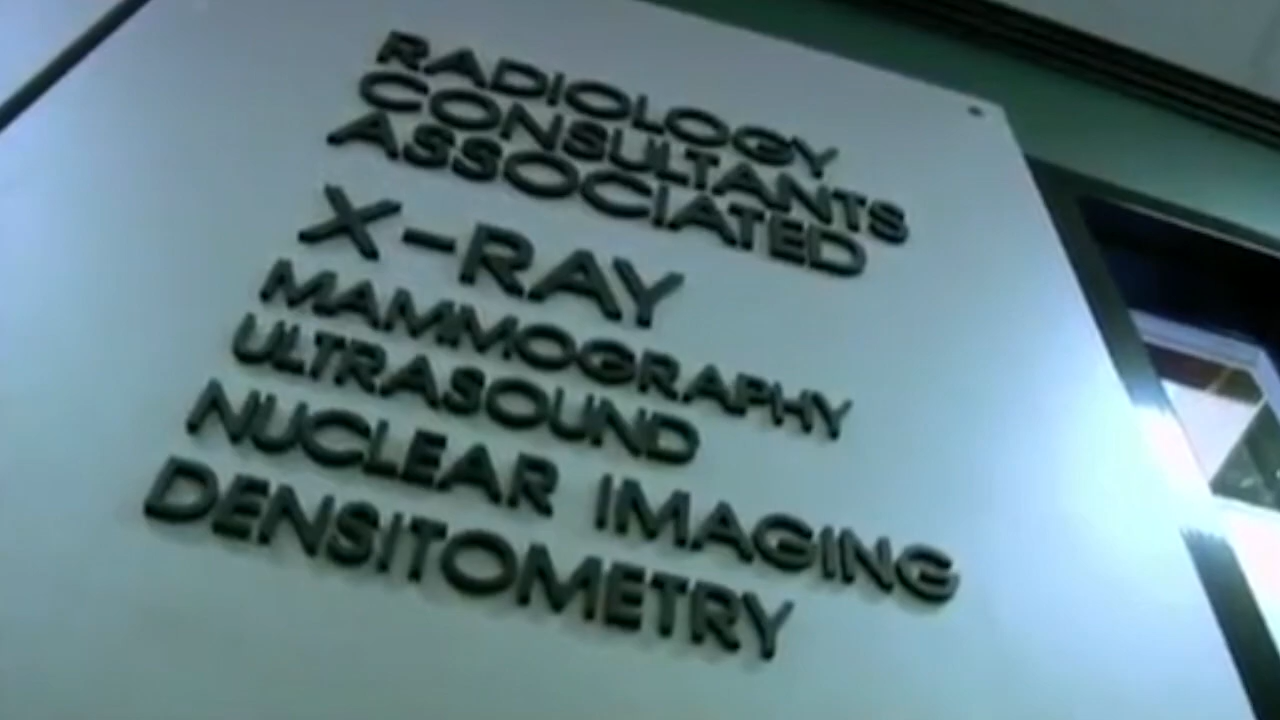 RADIOLOGY
CONSULTANTS
ASSOCIATED
X-RAY
MAMMOGRAPHY
ULTRASOUND
NUCLEAR IMAGING
DENSITOMETRY